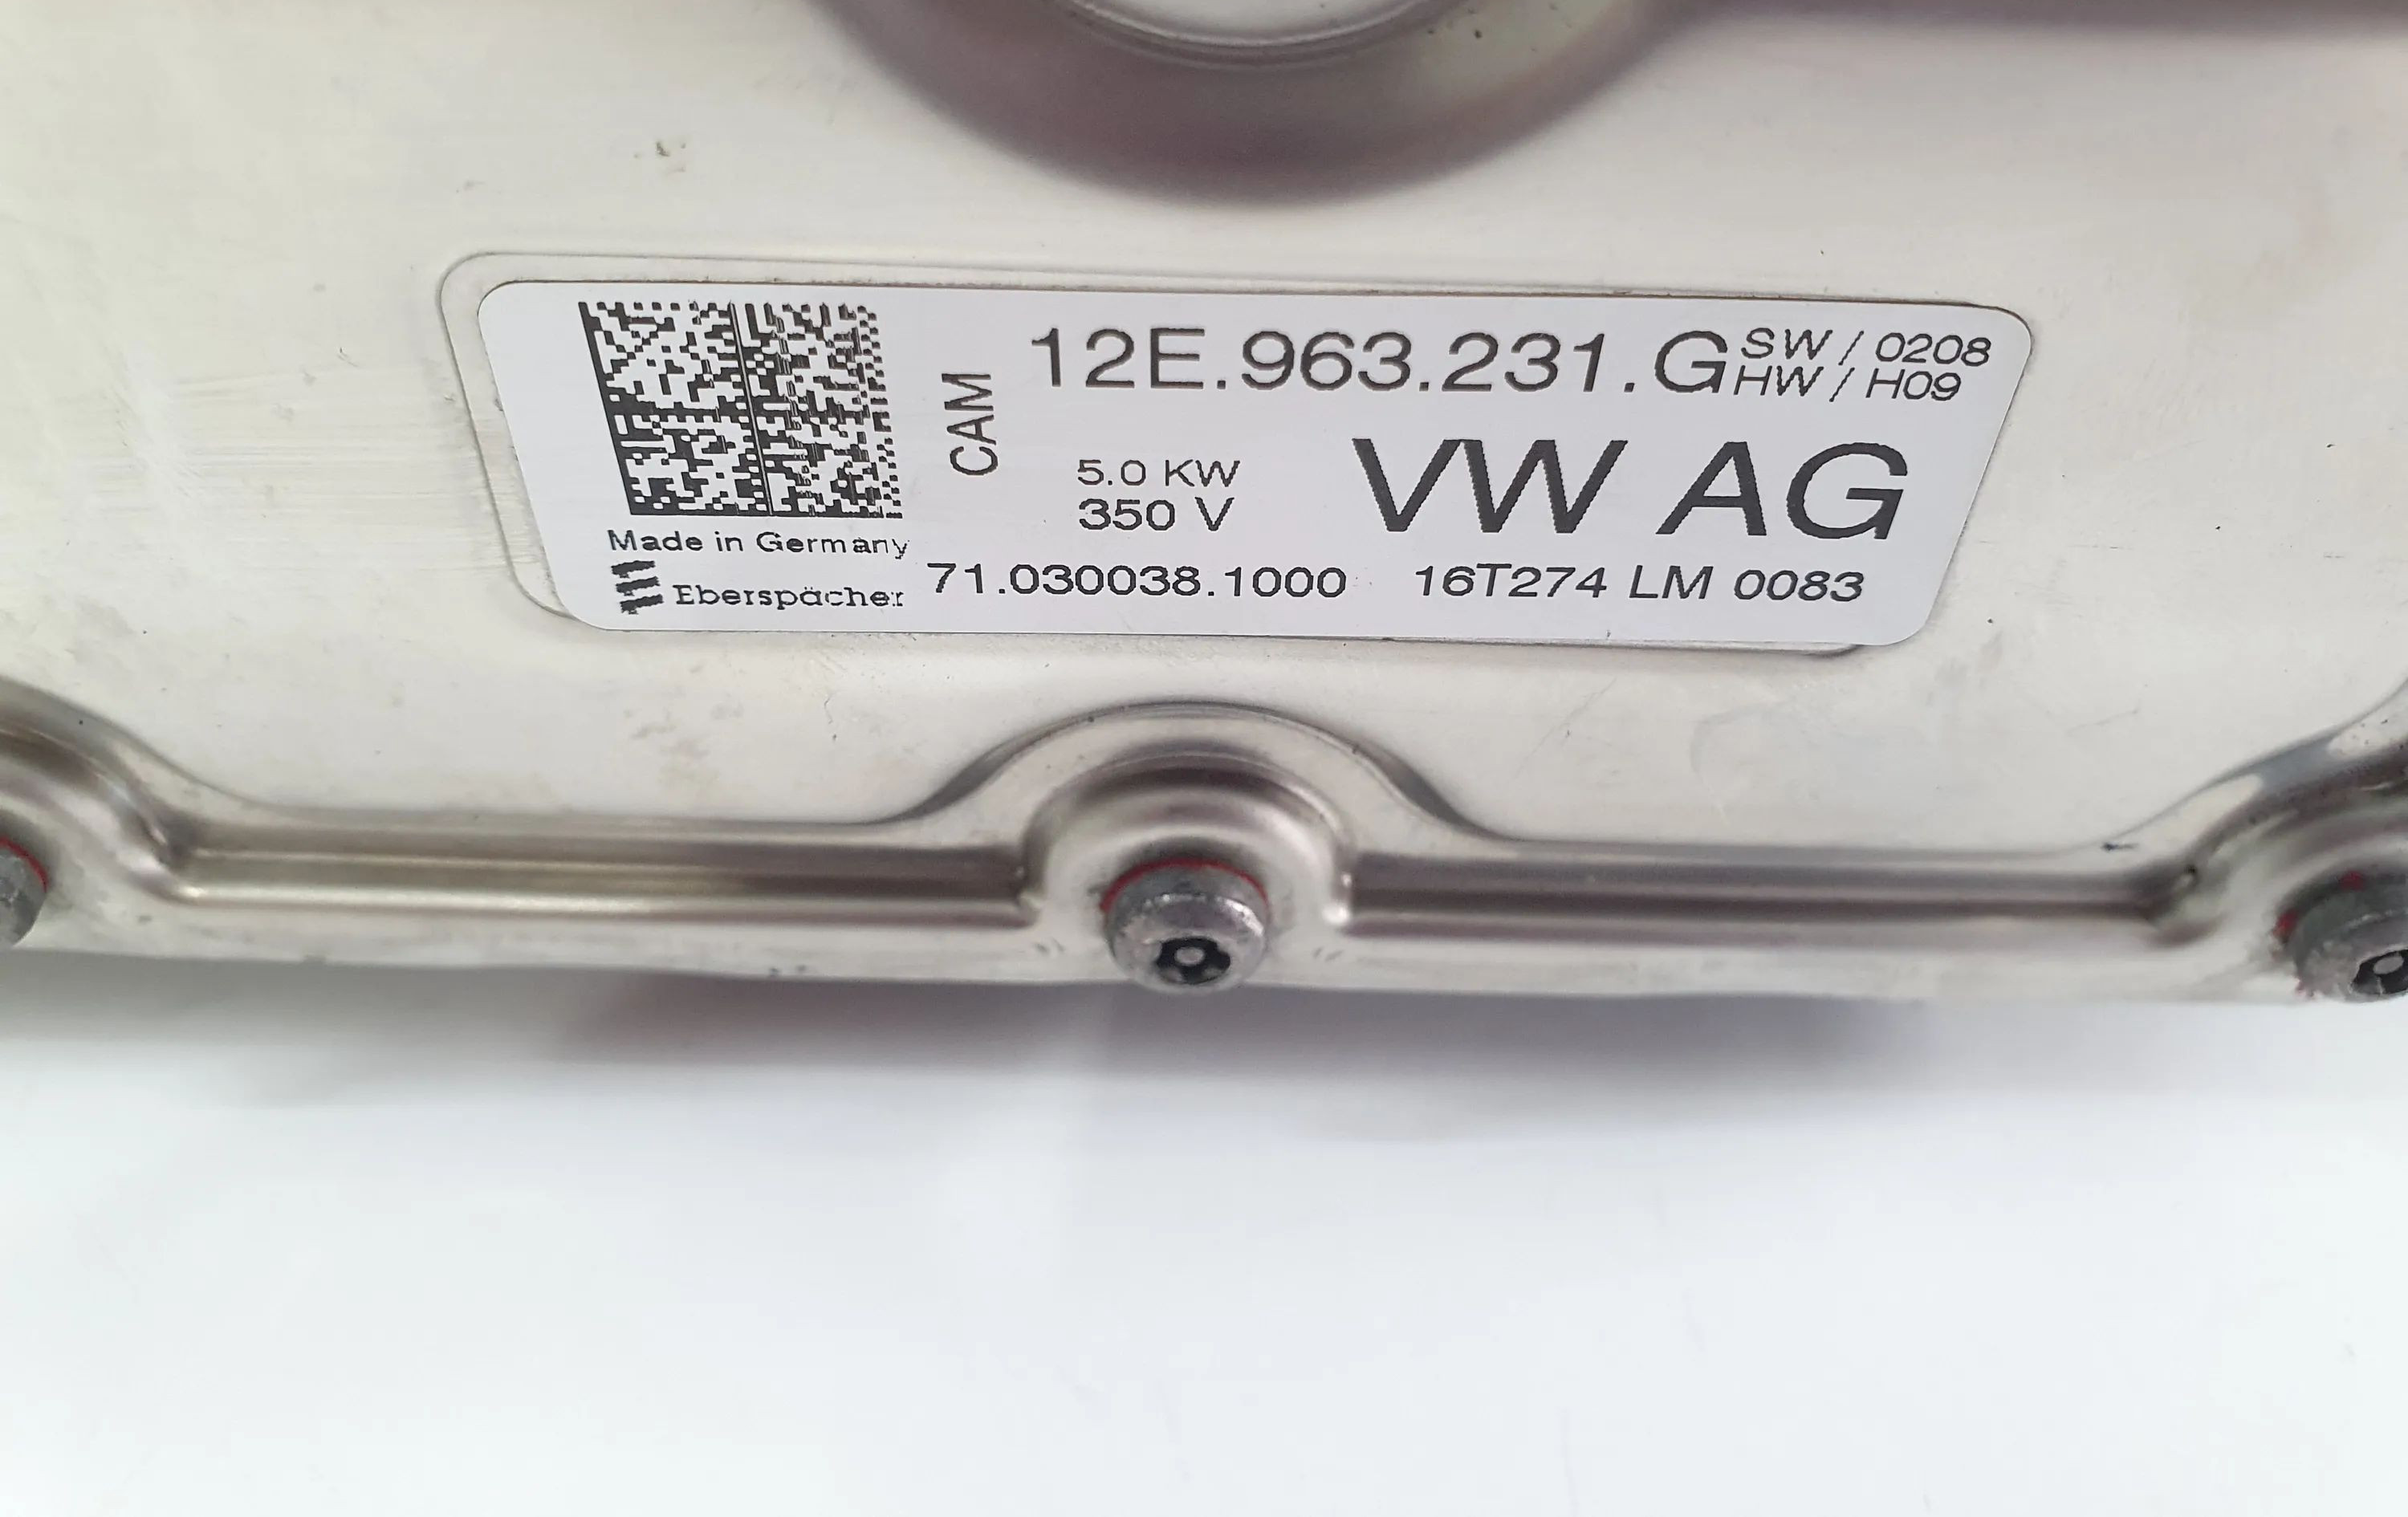 12E.963.231.G SW / 0208
HW / H09
CAM
5.0 KW
350 V
VW AG
Made in Germany
Eberspächer
71.030038.1000 16T274 LM 0083